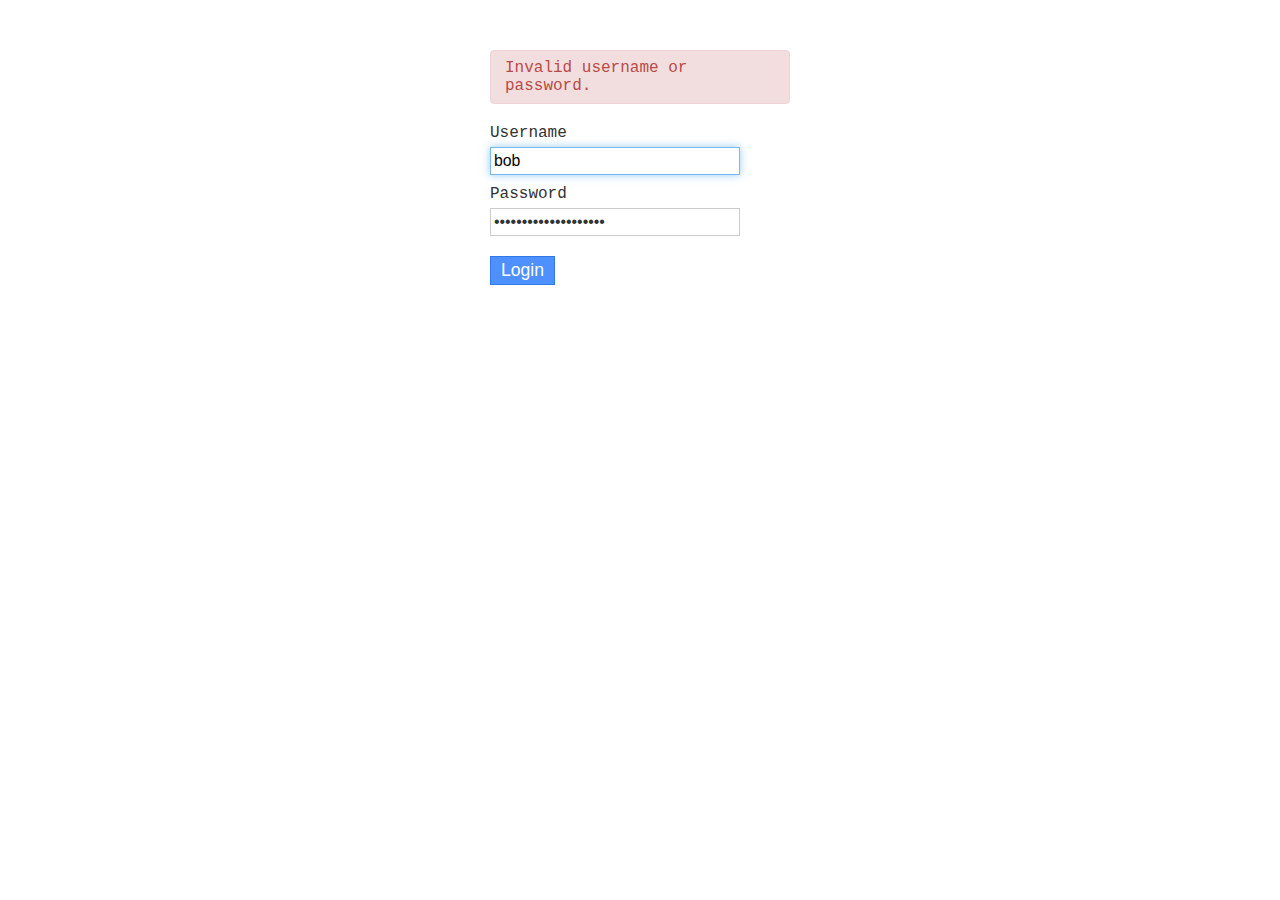 Invalid username or
password.
Username
bob
Password
••••••••••••••••••••
Login